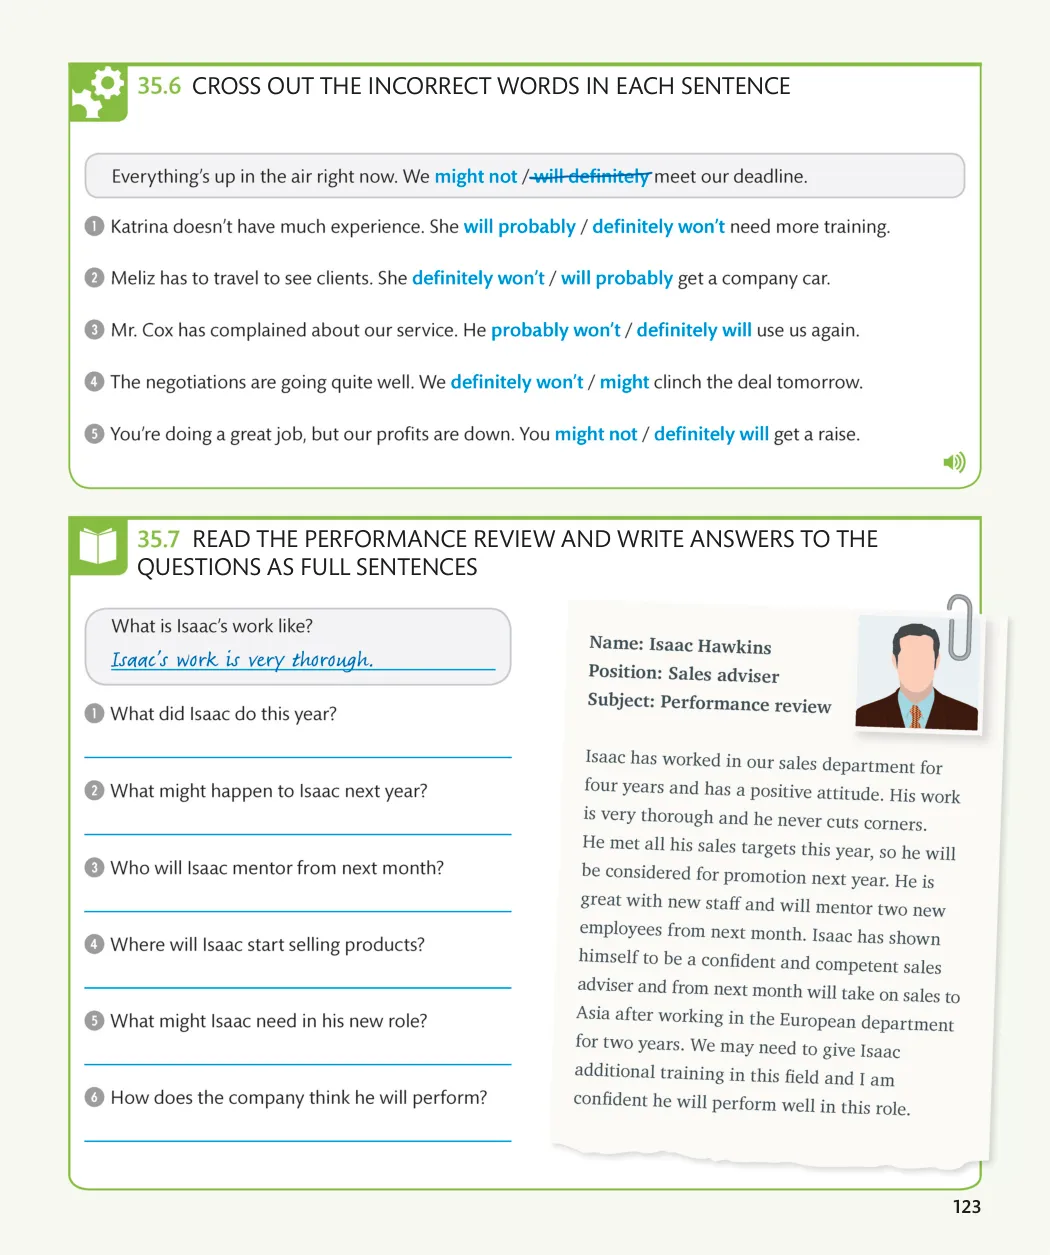 35.6 CROSS OUT THE INCORRECT WORDS IN EACH SENTENCE
Everything's up in the air right now. We might not / will definitely meet our deadline.
1 Katrina doesn't have much experience. She will probably / definitely won't need more training.
2 Meliz has to travel to see clients. She definitely won't / will probably get a company car.
3 Mr. Cox has complained about our service. He probably won't / definitely will use us again.
4 The negotiations are going quite well. We definitely won't / might clinch the deal tomorrow.
5 You're doing a great job, but our profits are down. You might not / definitely will get a raise.
35.7 READ THE PERFORMANCE REVIEW AND WRITE ANSWERS TO THE
QUESTIONS AS FULL SENTENCES
What is Isaac's work like?
Isaac's work is very thorough.
1 What did Isaac do this year?
2 What might happen to Isaac next year?
3 Who will Isaac mentor from next month?
4 Where will Isaac start selling products?
5 What might Isaac need in his new role?
6 How does the company think he will perform?
Name: Isaac Hawkins
Position: Sales adviser
Subject: Performance review
Isaac has worked in our sales department for
four years and has a positive attitude. His work
is very thorough and he never cuts corners.
He met all his sales targets this year, so he will
be considered for promotion next year. He is
great with new staff and will mentor two new
employees from next month. Isaac has shown
himself to be a confident and competent sales
adviser and from next month will take on sales to
Asia after working in the European department
for two years. We may need to give Isaac
additional training in this field and I am
confident he will perform well in this role.
123